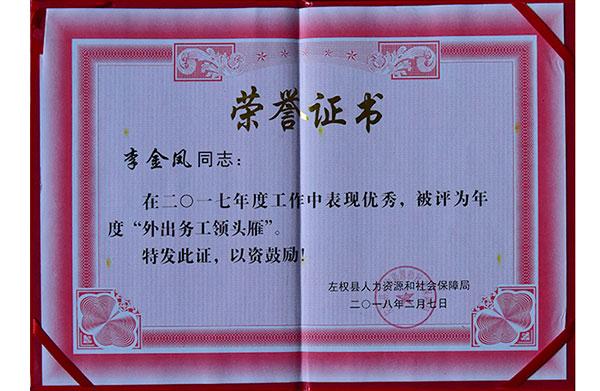 荣誉证书
李金凤同志：
在二〇一七年度工作中表现优秀，被评为年
度“外出务工领头雁”。
特发此证，以资鼓励！
左权县人力资源和社会保障局
二〇一八年二月七日